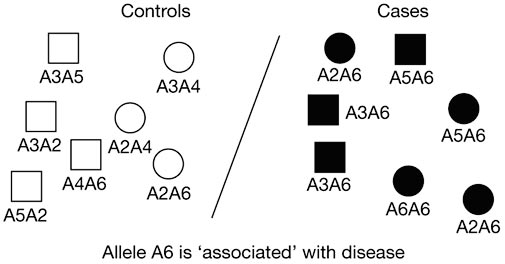 Controls
A3A5
A3A4
A3A2
A2A4
A4A6
A2A6
A5A2
Cases
A2A6
A5A6
A3A6
A5A6
A3A6
A6A6
A2A6
Allele A6 is ‘associated’ with disease